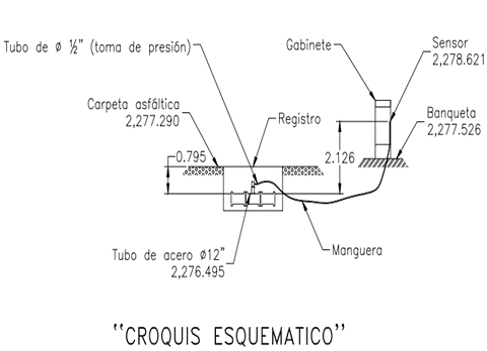 Tubo de ø ½" (toma de presión)
Gabinete
Sensor
2,278.621
Carpeta asfáltica
2,277.290
Registro
Banqueta
2,277.526
0.795
2.126
Tubo de acero ø12"
2,276.495
Manguera
"CROQUIS ESQUEMATICO"